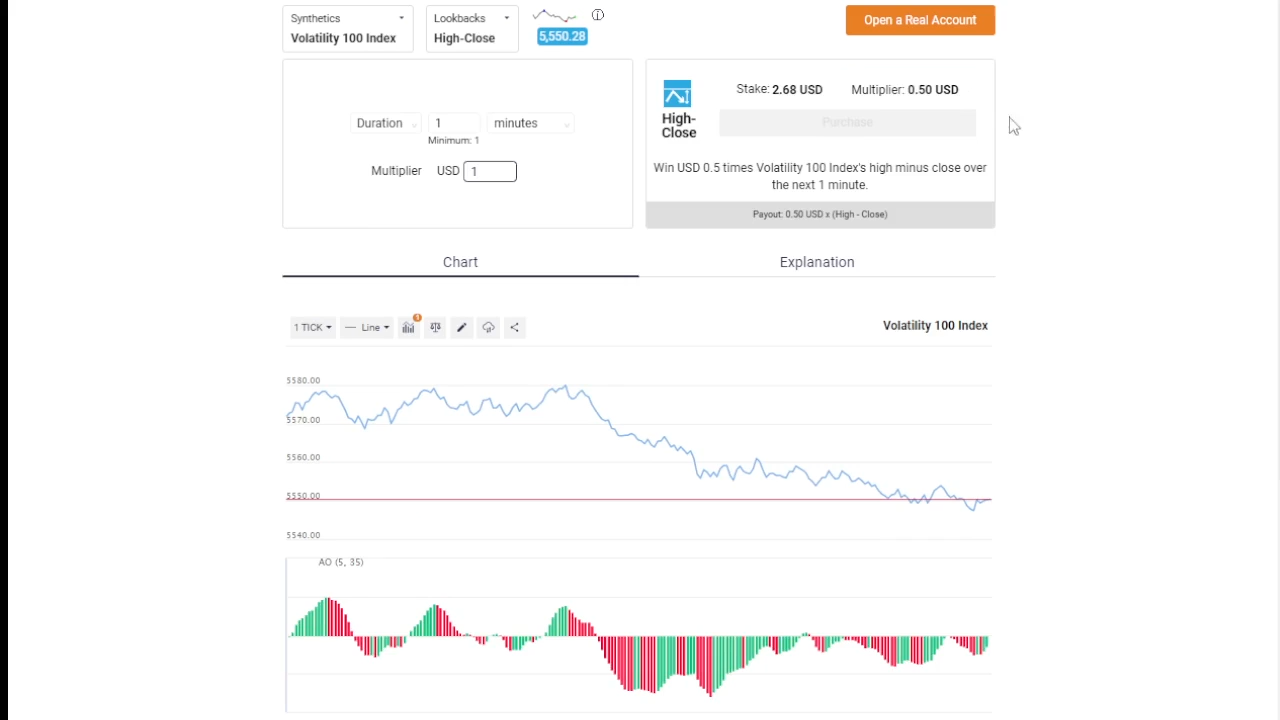 Synthetics
Volatility 100 Index
Lookbacks
High-Close
5,550.28
Open a Real Account
Duration 1 minutes
Minimum: 1
Multiplier USD 1
High-Close
Stake: 2.68 USD Multiplier: 0.50 USD
Purchase
Win USD 0.5 times Volatility 100 Index's high minus close over
the next 1 minute.
Payout: 0.50 USD x (High - Close)
Chart
Explanation
1 TICK
Line
Volatility 100 Index
5580.00
5570.00
5560.00
5550.00
5540.00
AO (5, 35)